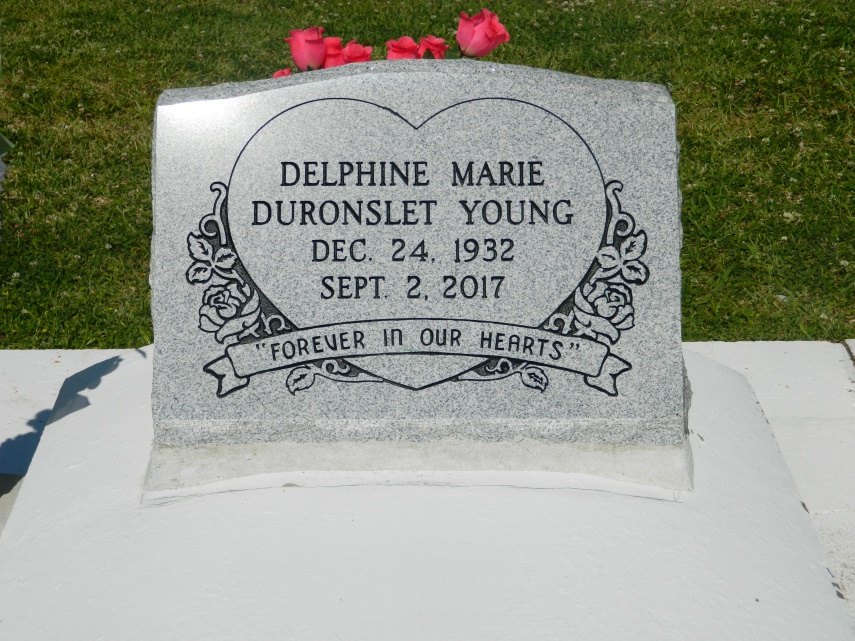 DELPHINE MARIE
DURONSLET YOUNG
DEC. 24, 1932
SEPT. 2, 2017
"FOREVER IN OUR HEARTS"